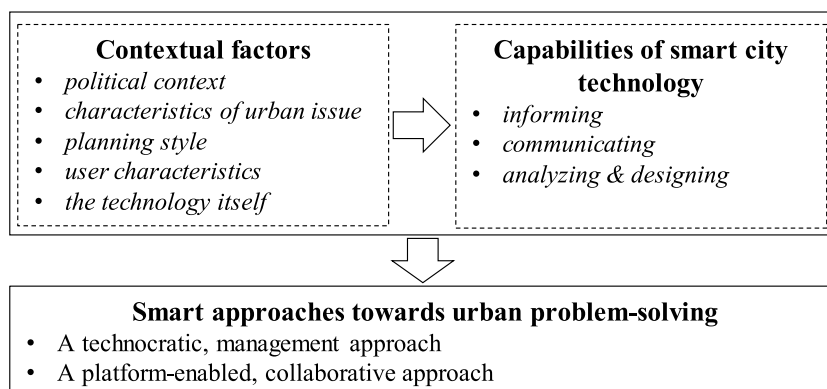 Contextual factors
• political context
• characteristics of urban issue
• planning style
• user characteristics
• the technology itself
Capabilities of smart city
technology
• informing
• communicating
• analyzing & designing
Smart approaches towards urban problem-solving
• A technocratic, management approach
• A platform-enabled, collaborative approach